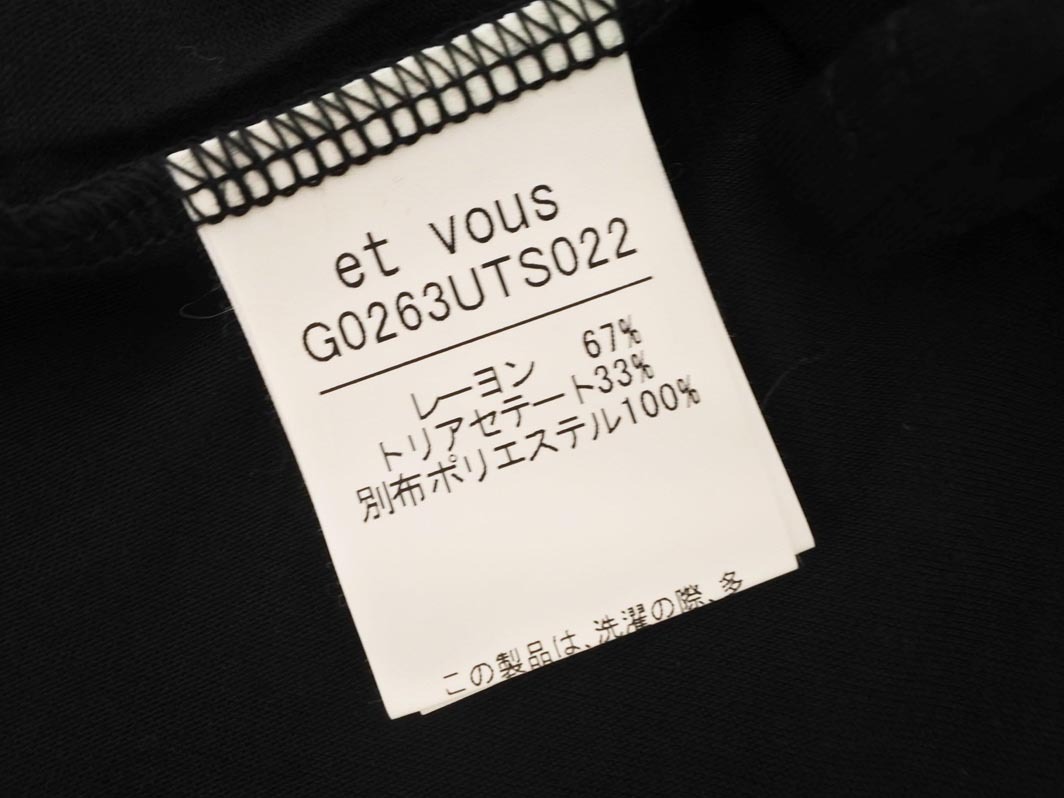 et vous
G0263UTS022
レーヨン 67%
トリアセテート33%
別布ポリエステル100%
この製品は、洗濯の際、多